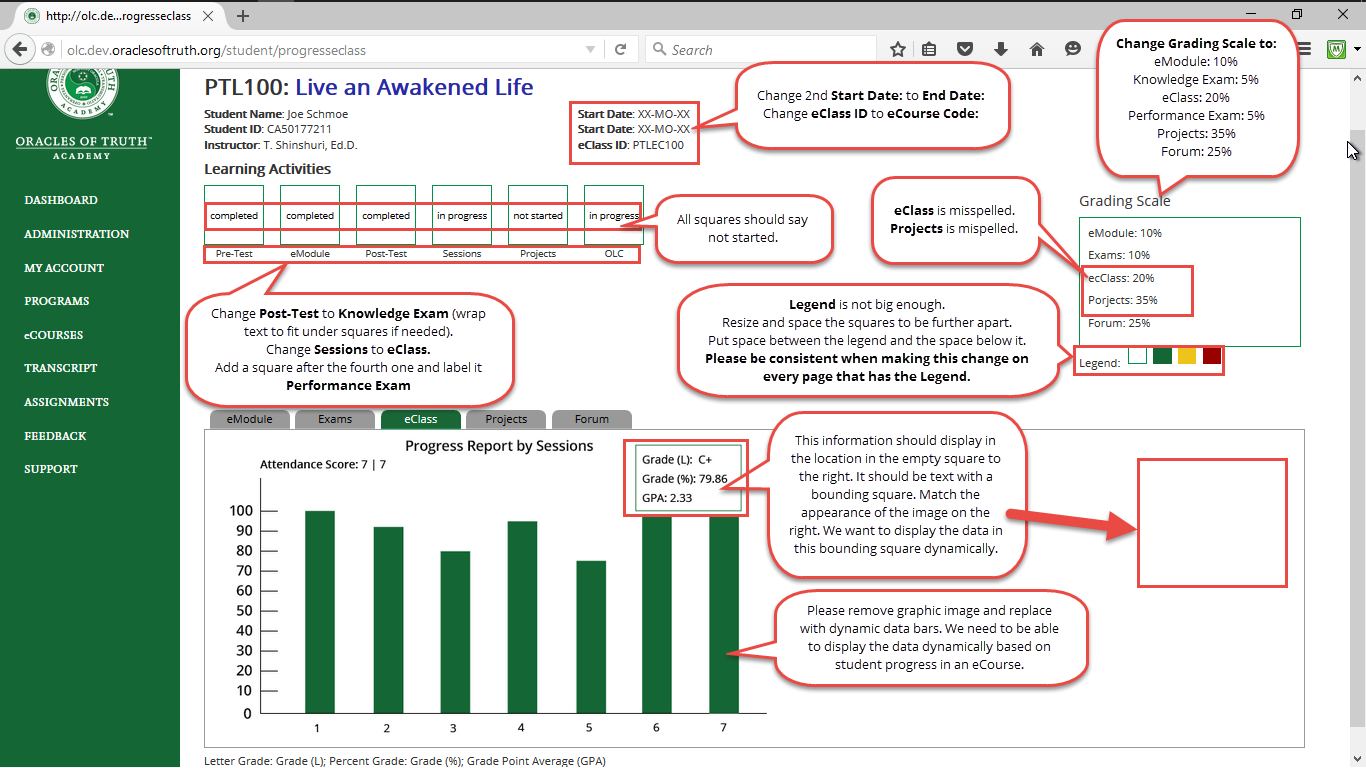 http://olc.de...rogresseclass
olc.dev.oraclesoftruth.org/student/progresseclass
Search
ORACLES OF TRUTH™
ACADEMY
DASHBOARD
ADMINISTRATION
MY ACCOUNT
PROGRAMS
eCOURSES
TRANSCRIPT
ASSIGNMENTS
FEEDBACK
SUPPORT
PTL100: Live an Awakened Life
Student Name: Joe Schmoe
Student ID: CA50177211
Instructor: T. Shinshuri, Ed.D.
Start Date: XX-MO-XX
Start Date: XX-MO-XX
eClass ID: PTLEC100
Change 2nd Start Date: to End Date:
Change eClass ID to eCourse Code:
Change Grading Scale to:
eModule: 10%
Knowledge Exam: 5%
eClass: 20%
Performance Exam: 5%
Projects: 35%
Forum: 25%
Learning Activities
completed completed completed in progress not started in progress
Pre-Test eModule Post-Test Sessions Projects OLC
All squares should say
not started.
eClass is misspelled.
Projects is mispelled.
Grading Scale
eModule: 10%
Exams: 10%
ecClass: 20%
Porjects: 35%
Forum: 25%
Legend:
Change Post-Test to Knowledge Exam (wrap
text to fit under squares if needed).
Change Sessions to eClass.
Add a square after the fourth one and label it
Performance Exam
Legend is not big enough.
Resize and space the squares to be further apart.
Put space between the legend and the space below it.
Please be consistent when making this change on
every page that has the Legend.
eModule Exams eClass Projects Forum
Progress Report by Sessions
Attendance Score: 7 | 7
Grade (L): C+
Grade (%): 79.86
GPA: 2.33
This information should display in
the location in the empty square to
the right. It should be text with a
bounding square. Match the
appearance of the image on the
right. We want to display the data in
this bounding square dynamically.
Please remove graphic image and replace
with dynamic data bars. We need to be able
to display the data dynamically based on
student progress in an eCourse.
100
90
80
70
60
50
40
30
20
10
0
1 2 3 4 5 6 7
Letter Grade: Grade (L); Percent Grade: Grade (%); Grade Point Average (GPA)